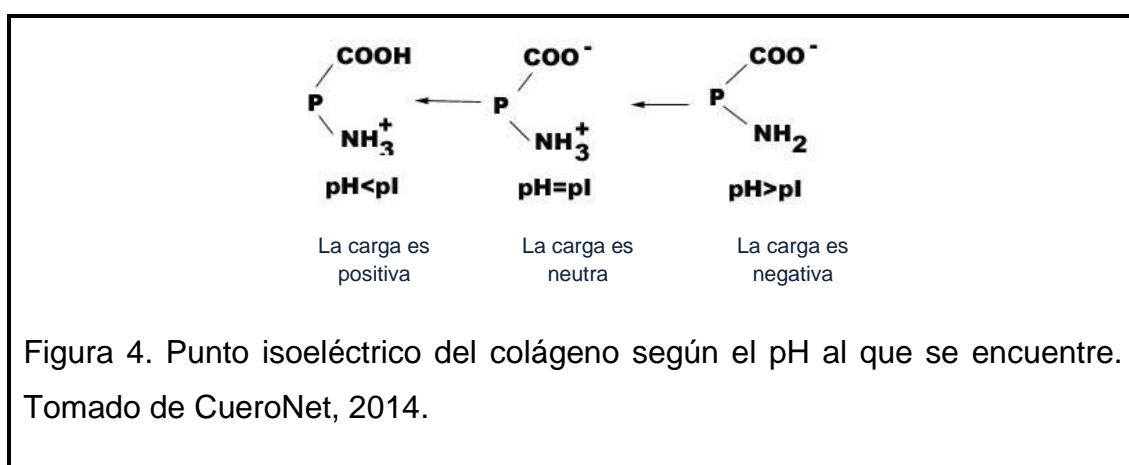 COOH COO⁻ COO⁻
P P P
NH₃⁺ NH₃⁺ NH₂
pH<pI pH=pI pH>pI
La carga es La carga es La carga es
positiva neutra negativa
Figura 4. Punto isoeléctrico del colágeno según el pH al que se encuentre.
Tomado de CueroNet, 2014.